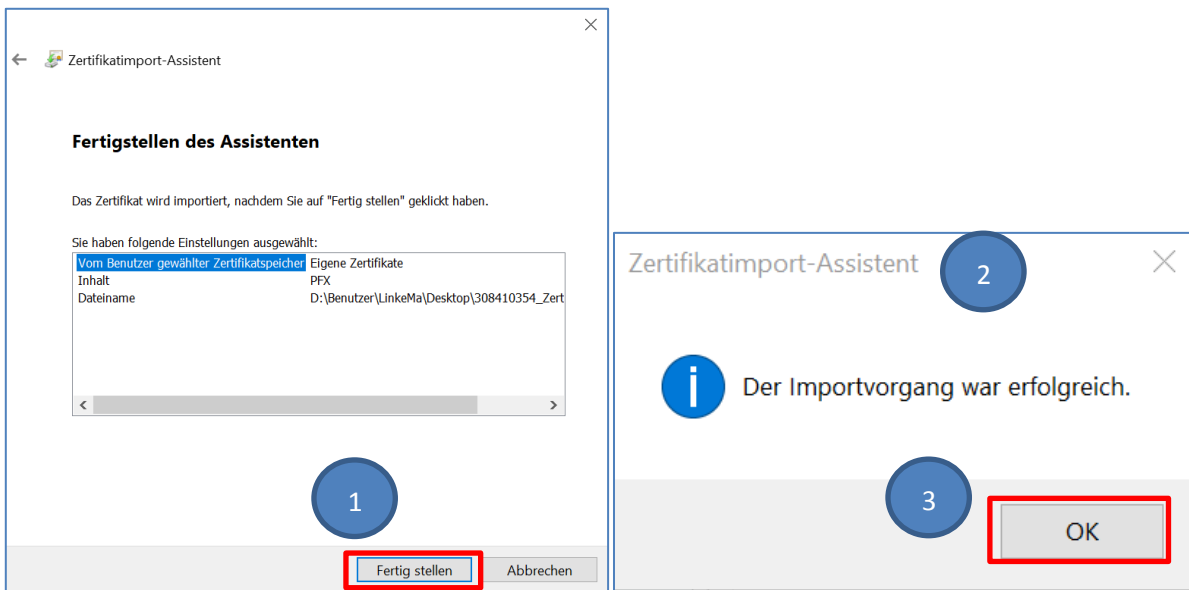 Zertifikatimport-Assistent
Fertigstellen des Assistenten
Das Zertifikat wird importiert, nachdem Sie auf "Fertig stellen" geklickt haben.
Sie haben folgende Einstellungen ausgewählt:
Vom Benutzer gewählter Zertifikatspeicher Eigene Zertifikate
Inhalt PFX
Dateiname D:\Benutzer\LinkeMa\Desktop\308410354_Zert
1
Fertig stellen Abbrechen
Zertifikatimport-Assistent
2
Der Importvorgang war erfolgreich.
3
OK